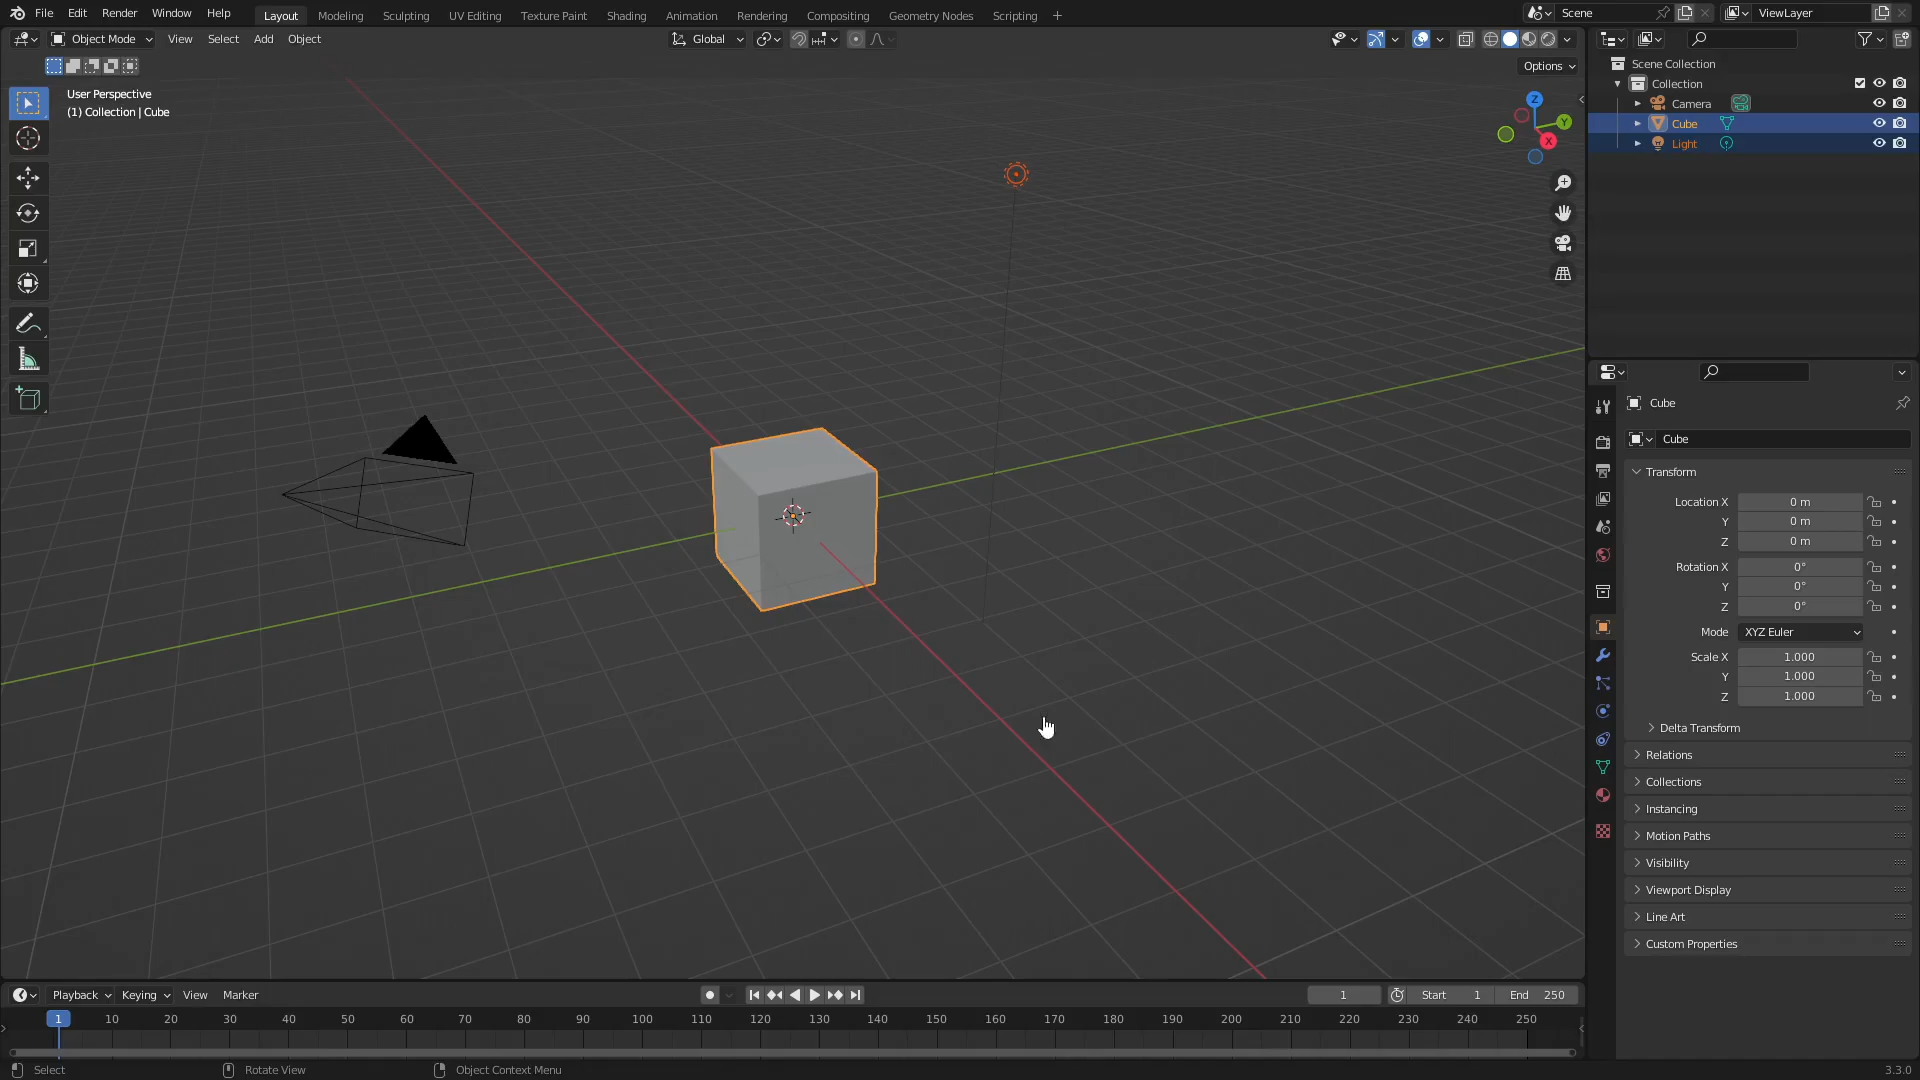 File Edit Render Window Help
Layout Modeling Sculpting UV Editing Texture Paint Shading Animation Rendering Compositing Geometry Nodes Scripting +
Scene
ViewLayer
Object Mode View Select Add Object
Global
Options
User Perspective
(1) Collection | Cube
Z
Y
X
Scene Collection
Collection
Camera
Cube
Light
Cube
Cube
Transform
Location X 0 m
Y 0 m
Z 0 m
Rotation X 0°
Y 0°
Z 0°
Mode XYZ Euler
Scale X 1.000
Y 1.000
Z 1.000
Delta Transform
Relations
Collections
Instancing
Motion Paths
Visibility
Viewport Display
Line Art
Custom Properties
Playback Keying View Marker
1 Start 1 End 250
1 10 20 30 40 50 60 70 80 90 100 110 120 130 140 150 160 170 180 190 200 210 220 230 240 250
Select Rotate View Object Context Menu 3.3.0